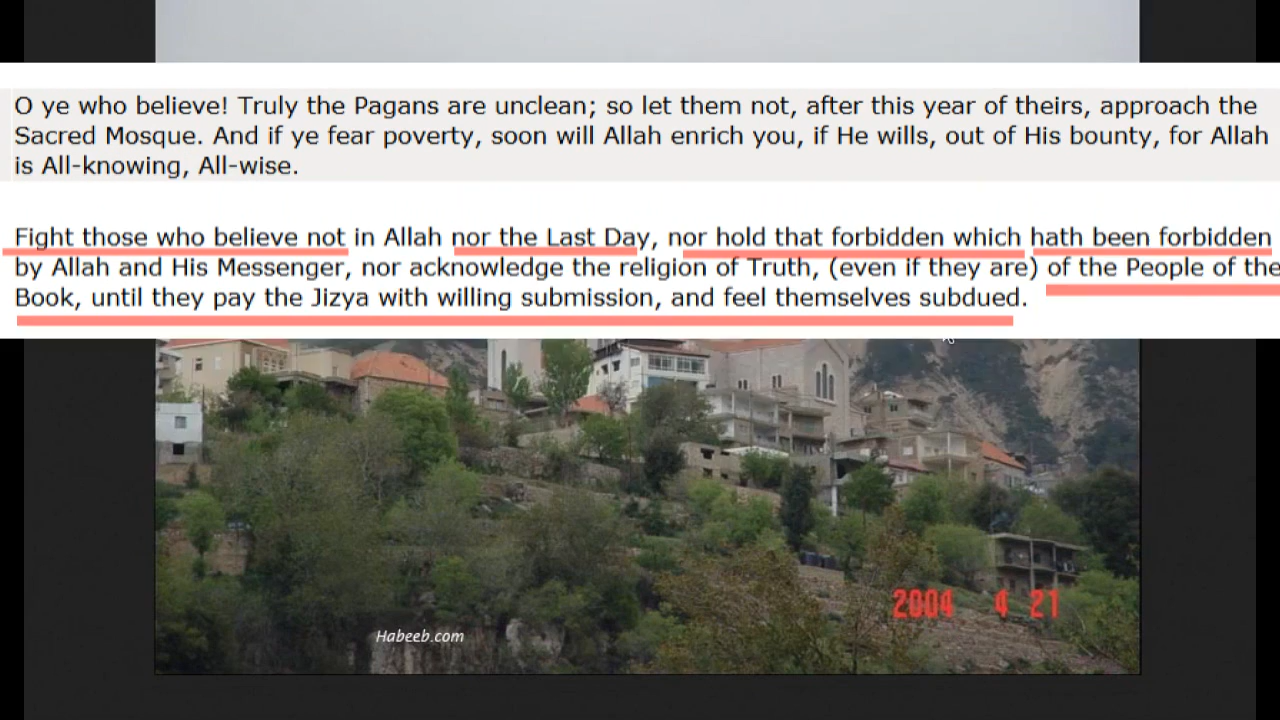 O ye who believe! Truly the Pagans are unclean; so let them not, after this year of theirs, approach the
Sacred Mosque. And if ye fear poverty, soon will Allah enrich you, if He wills, out of His bounty, for Allah
is All-knowing, All-wise.
Fight those who believe not in Allah nor the Last Day, nor hold that forbidden which hath been forbidden
by Allah and His Messenger, nor acknowledge the religion of Truth, (even if they are) of the People of the
Book, until they pay the Jizya with willing submission, and feel themselves subdued.
2004 4 21
Habeeb.com